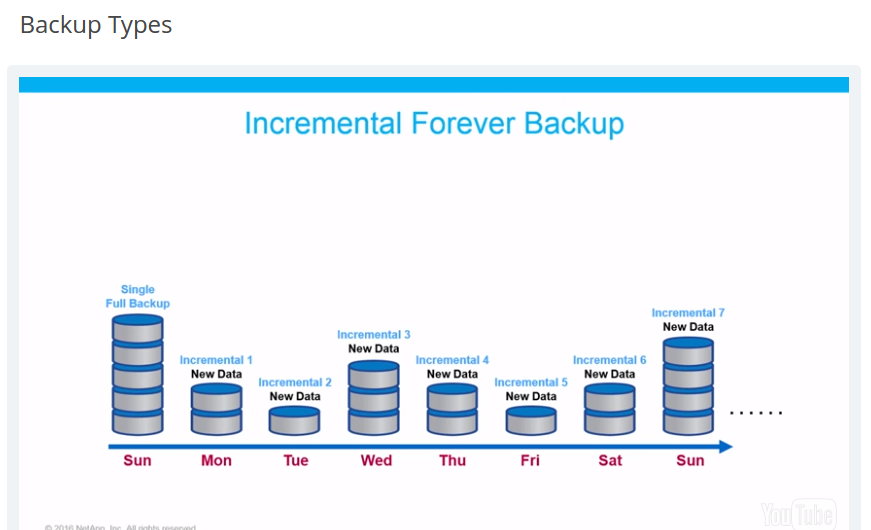 Backup Types
Incremental Forever Backup
Single
Full Backup
Incremental 1
New Data
Incremental 2
New Data
Incremental 3
New Data
Incremental 4
New Data
Incremental 5
New Data
Incremental 6
New Data
Incremental 7
New Data
......
Sun Mon Tue Wed Thu Fri Sat Sun
© 2016 NetApp, Inc. All rights reserved
YouTube